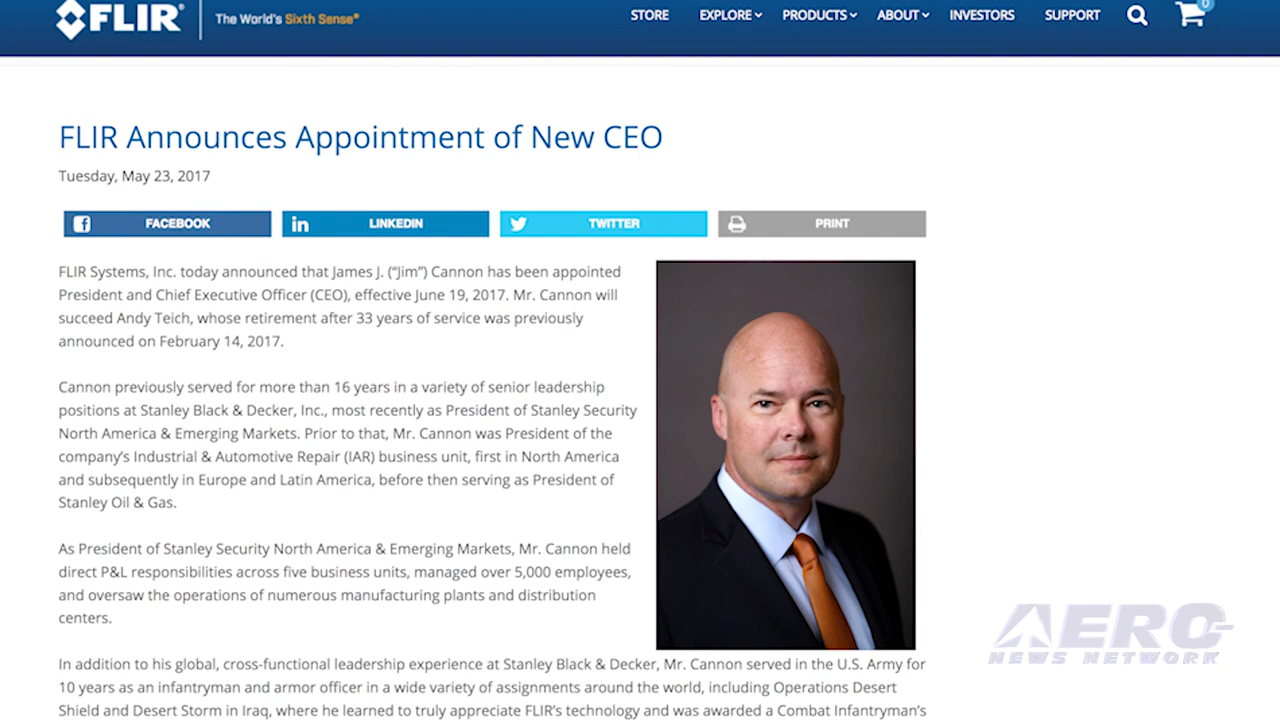 FLIR®
The World's Sixth Sense®
STORE EXPLORE PRODUCTS ABOUT INVESTORS SUPPORT 0
FLIR Announces Appointment of New CEO
Tuesday, May 23, 2017
FACEBOOK LINKEDIN TWITTER PRINT
FLIR Systems, Inc. today announced that James J. (“Jim”) Cannon has been appointed
President and Chief Executive Officer (CEO), effective June 19, 2017. Mr. Cannon will
succeed Andy Teich, whose retirement after 33 years of service was previously
announced on February 14, 2017.
Cannon previously served for more than 16 years in a variety of senior leadership
positions at Stanley Black & Decker, Inc., most recently as President of Stanley Security
North America & Emerging Markets. Prior to that, Mr. Cannon was President of the
company’s Industrial & Automotive Repair (IAR) business unit, first in North America
and subsequently in Europe and Latin America, before then serving as President of
Stanley Oil & Gas.
As President of Stanley Security North America & Emerging Markets, Mr. Cannon held
direct P&L responsibilities across five business units, managed over 5,000 employees,
and oversaw the operations of numerous manufacturing plants and distribution
centers.
In addition to his global, cross-functional leadership experience at Stanley Black & Decker, Mr. Cannon served in the U.S. Army for
10 years as an infantryman and armor officer in a wide variety of assignments around the world, including Operations Desert
Shield and Desert Storm in Iraq, where he learned to truly appreciate FLIR’s technology and was awarded a Combat Infantryman’s
AERO
NEWS NETWORK